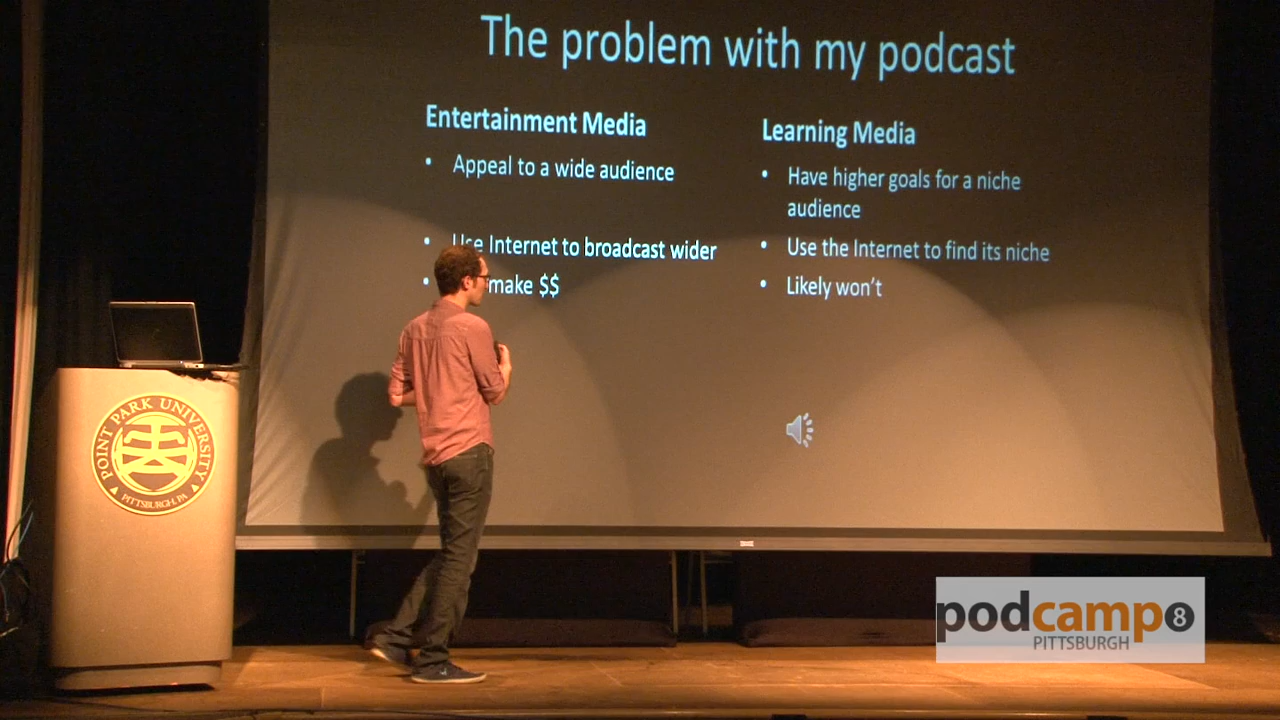 The problem with my podcast
Entertainment Media
• Appeal to a wide audience
• Use Internet to broadcast wider
• make $$
Learning Media
• Have higher goals for a niche
audience
• Use the Internet to find its niche
• Likely won't
POINT PARK UNIVERSITY
PITTSBURGH, PA
podcamp8
PITTSBURGH